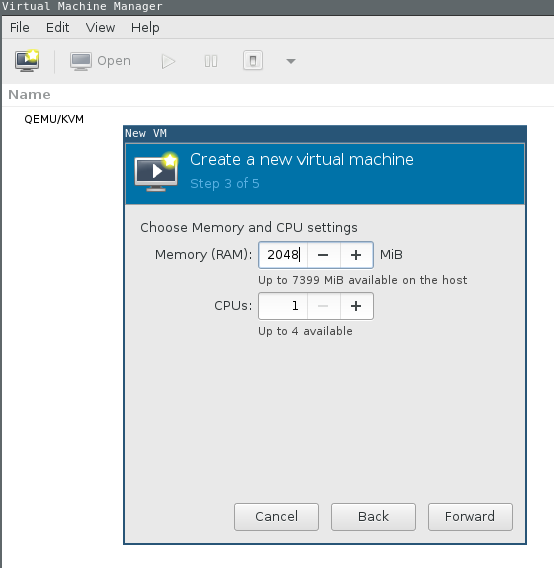 Virtual Machine Manager
File Edit View Help
Open
Name
QEMU/KVM
New VM
Create a new virtual machine
Step 3 of 5
Choose Memory and CPU settings
Memory (RAM): 2048 − + MiB
Up to 7399 MiB available on the host
CPUs: 1 − +
Up to 4 available
Cancel Back Forward